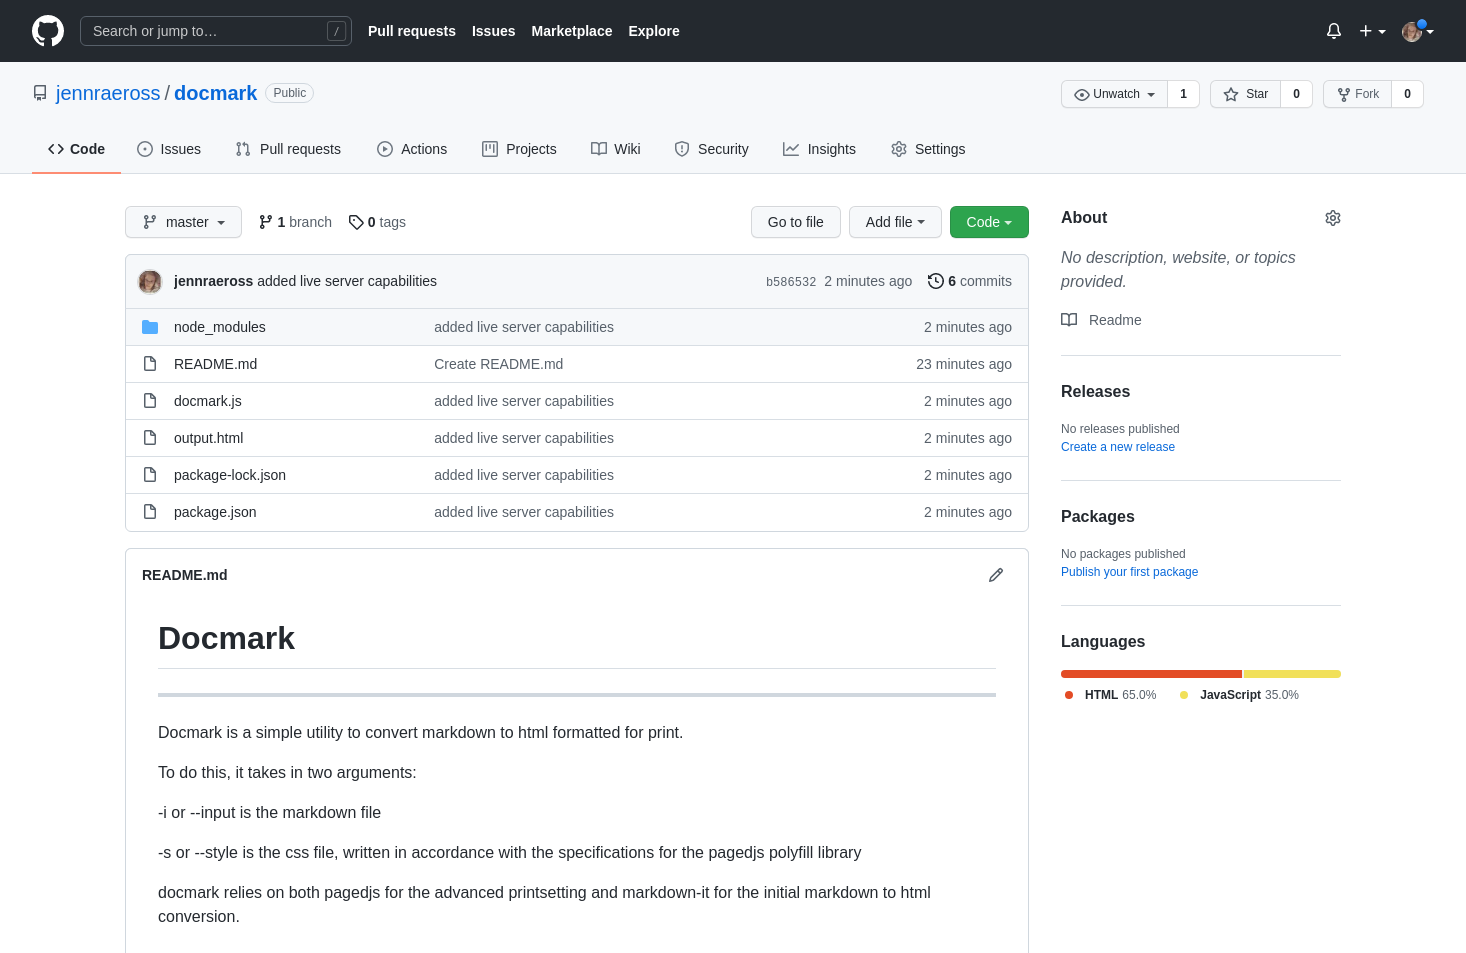 Search or jump to… /
Pull requests Issues Marketplace Explore
jennraeross / docmark Public
Unwatch 1 Star 0 Fork 0
Code Issues Pull requests Actions Projects Wiki Security Insights Settings
master 1 branch 0 tags Go to file Add file Code
jennraeross added live server capabilities b586532 2 minutes ago 6 commits
node_modules added live server capabilities 2 minutes ago
README.md Create README.md 23 minutes ago
docmark.js added live server capabilities 2 minutes ago
output.html added live server capabilities 2 minutes ago
package-lock.json added live server capabilities 2 minutes ago
package.json added live server capabilities 2 minutes ago
README.md
Docmark
Docmark is a simple utility to convert markdown to html formatted for print.
To do this, it takes in two arguments:
-i or --input is the markdown file
-s or --style is the css file, written in accordance with the specifications for the pagedjs polyfill library
docmark relies on both pagedjs for the advanced printsetting and markdown-it for the initial markdown to html
conversion.
About
No description, website, or topics
provided.
Readme
Releases
No releases published
Create a new release
Packages
No packages published
Publish your first package
Languages
HTML 65.0% JavaScript 35.0%